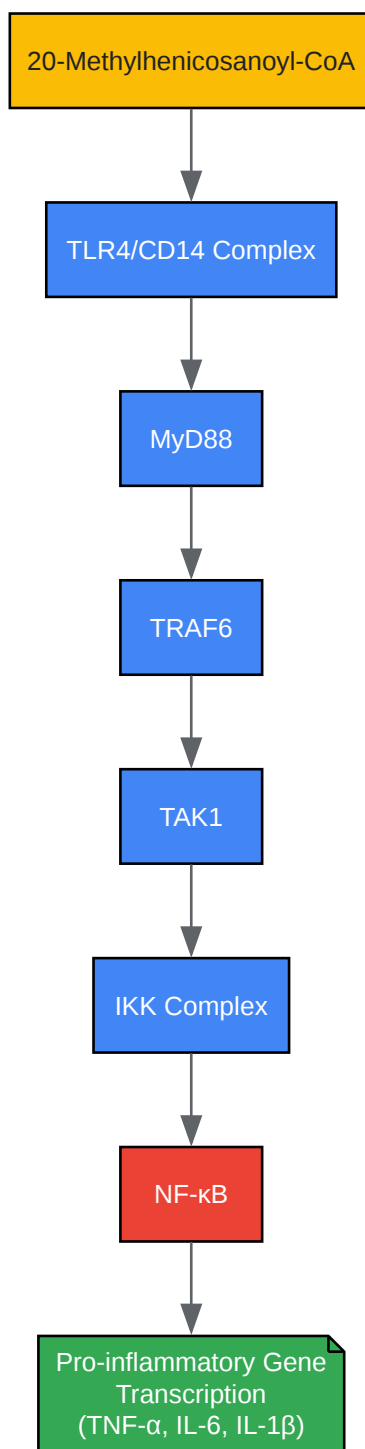 20-Methylhenicosanoyl-CoA
TLR4/CD14 Complex
MyD88
TRAF6
TAK1
IKK Complex
NF-κB
Pro-inflammatory Gene
Transcription
(TNF-α, IL-6, IL-1β)